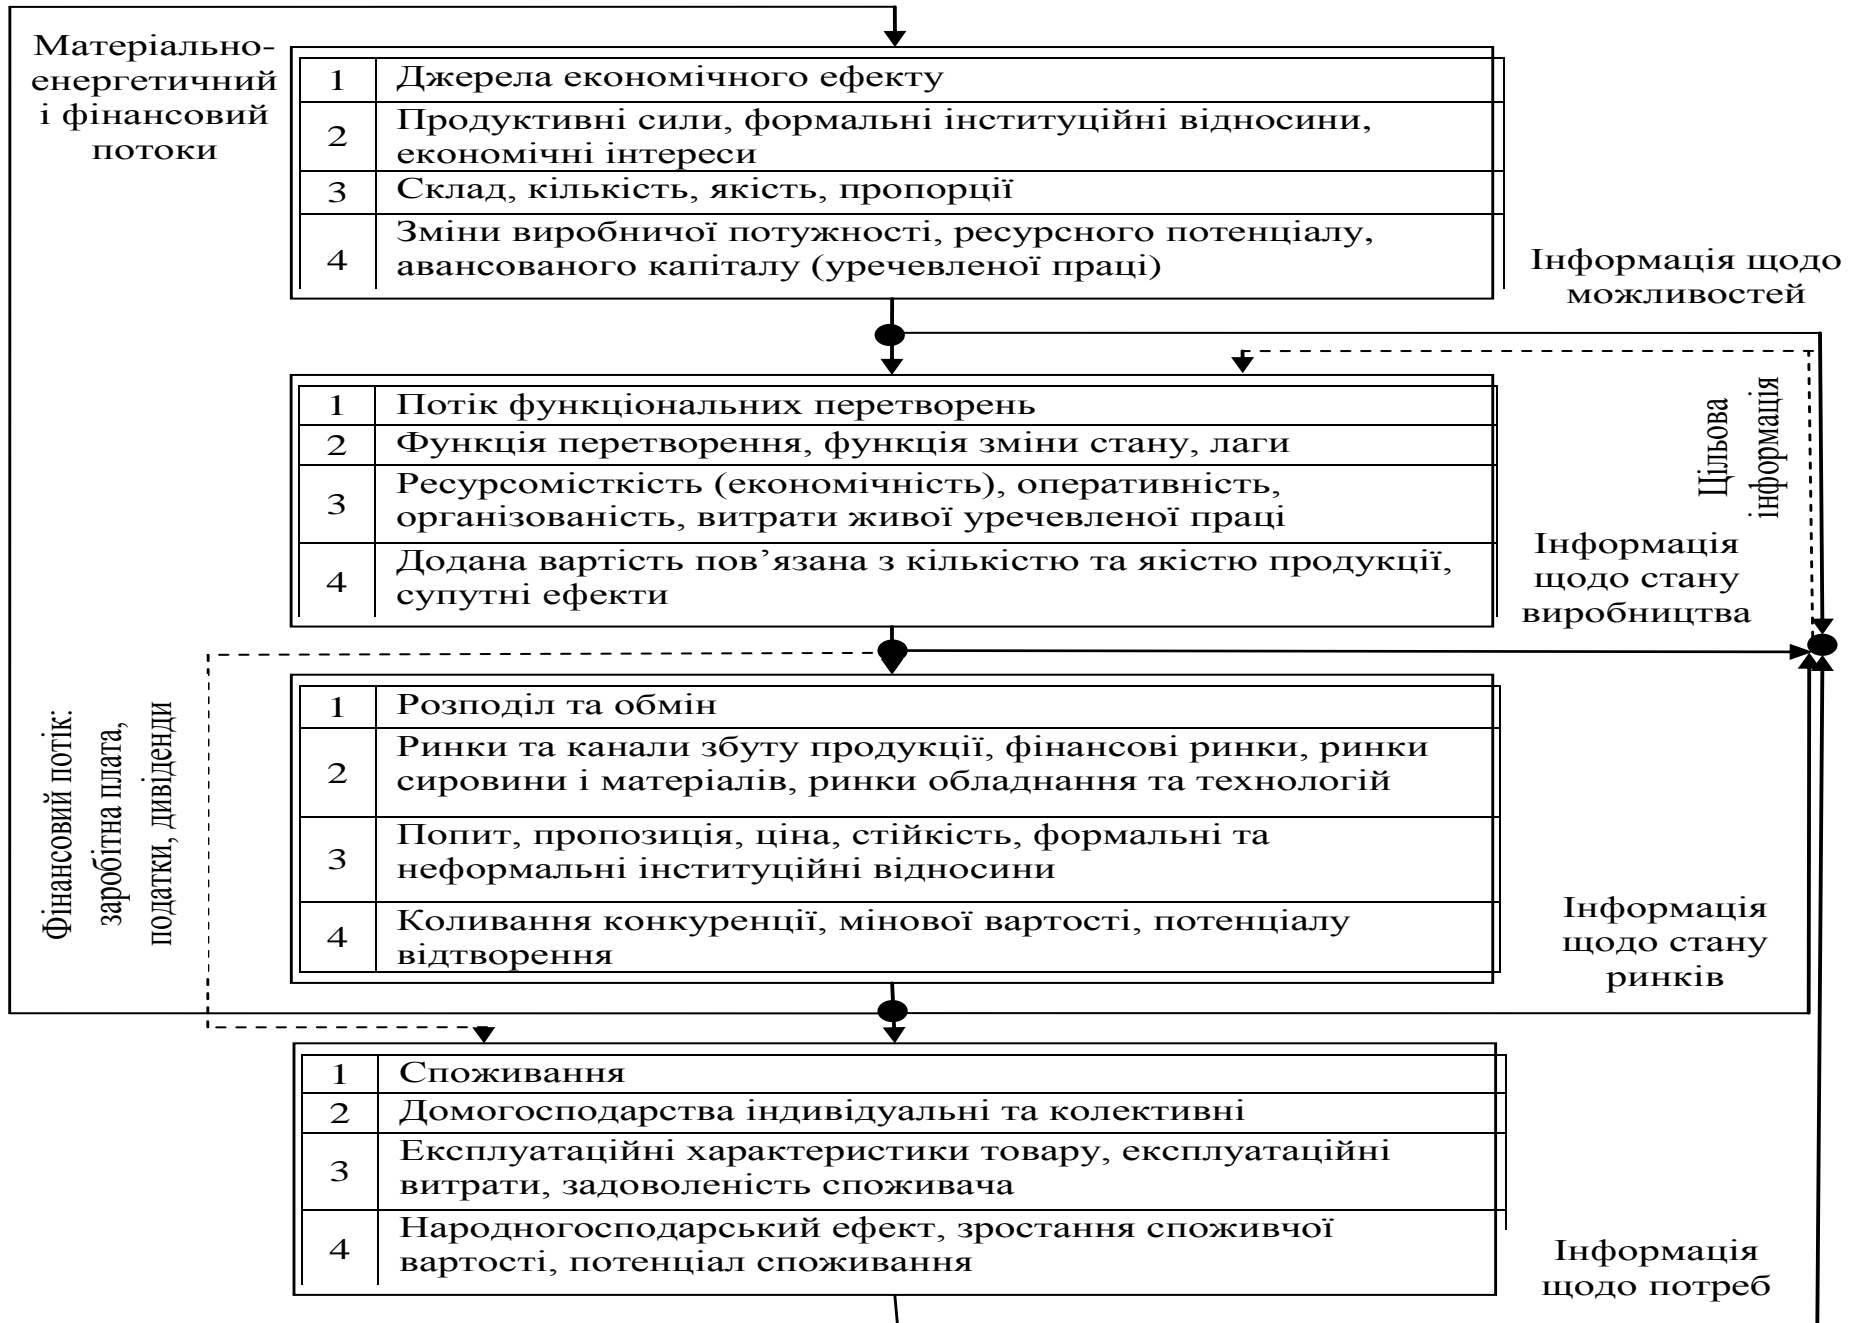 Матеріально-
енергетичний
і фінансовий
потоки
1 Джерела економічного ефекту
2 Продуктивні сили, формальні інституційні відносини,
економічні інтереси
3 Склад, кількість, якість, пропорції
4 Зміни виробничої потужності, ресурсного потенціалу,
авансованого капіталу (уречевленої праці)
Інформація щодо
можливостей
1 Потік функціональних перетворень
2 Функція перетворення, функція зміни стану, лаги
3 Ресурсомісткість (економічність), оперативність,
організованість, витрати живої уречевленої праці
4 Додана вартість пов’язана з кількістю та якістю продукції,
супутні ефекти
Цільова
інформація
Інформація
щодо стану
виробництва
Фінансовий потік:
заробітна плата,
податки, дивіденди
1 Розподіл та обмін
2 Ринки та канали збуту продукції, фінансові ринки, ринки
сировини і матеріалів, ринки обладнання та технологій
3 Попит, пропозиція, ціна, стійкість, формальні та
неформальні інституційні відносини
4 Коливання конкуренції, мінової вартості, потенціалу
відтворення
Інформація
щодо стану
ринків
1 Споживання
2 Домогосподарства індивідуальні та колективні
3 Експлуатаційні характеристики товару, експлуатаційні
витрати, задоволеність споживача
4 Народногосподарський ефект, зростання споживчої
вартості, потенціал споживання
Інформація
щодо потреб